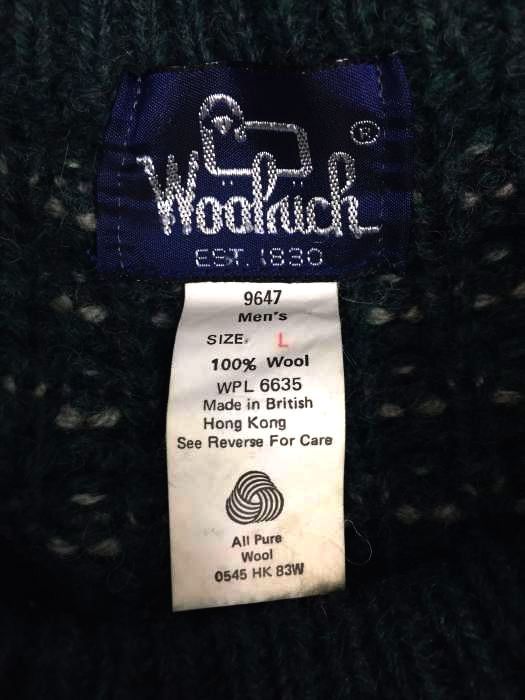 Woolrich
®
EST. 1830
9647
Men's
SIZE. L
100% Wool
WPL 6635
Made in British
Hong Kong
See Reverse For Care
All Pure
Wool
0545 HK 83W